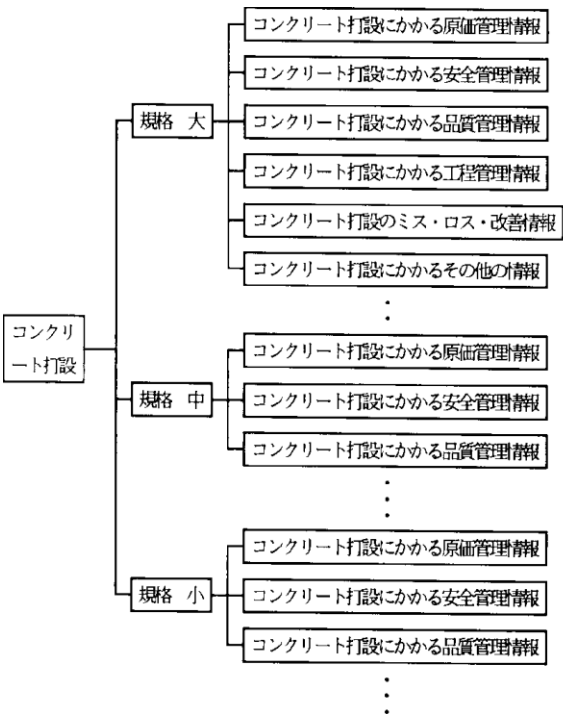 コンクリート打設にかかる原価管理情報
コンクリート打設にかかる安全管理情報
規格 大
コンクリート打設にかかる品質管理情報
コンクリート打設にかかる工程管理情報
コンクリート打設のミス・ロス・改善情報
コンクリート打設にかかるその他の情報
コンクリ
ート打設
コンクリート打設にかかる原価管理情報
規格 中
コンクリート打設にかかる安全管理情報
コンクリート打設にかかる品質管理情報
コンクリート打設にかかる原価管理情報
規格 小
コンクリート打設にかかる安全管理情報
コンクリート打設にかかる品質管理情報